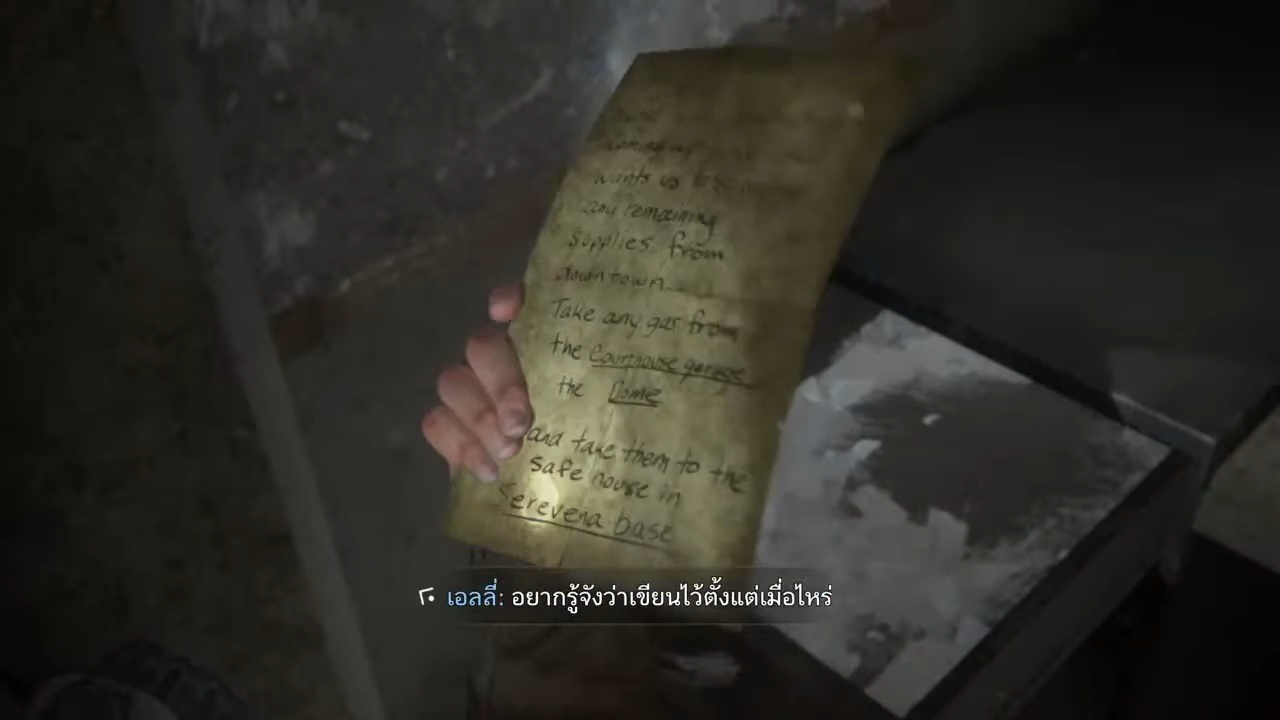 wants us to
any remaining
supplies from
downtown.
Take any gas from
the Courthouse garage
the Dome
and take them to the
safe house in
Serevena base
เอลลี่: อยากรู้จังว่าเขียนไว้ตั้งแต่เมื่อไหร่